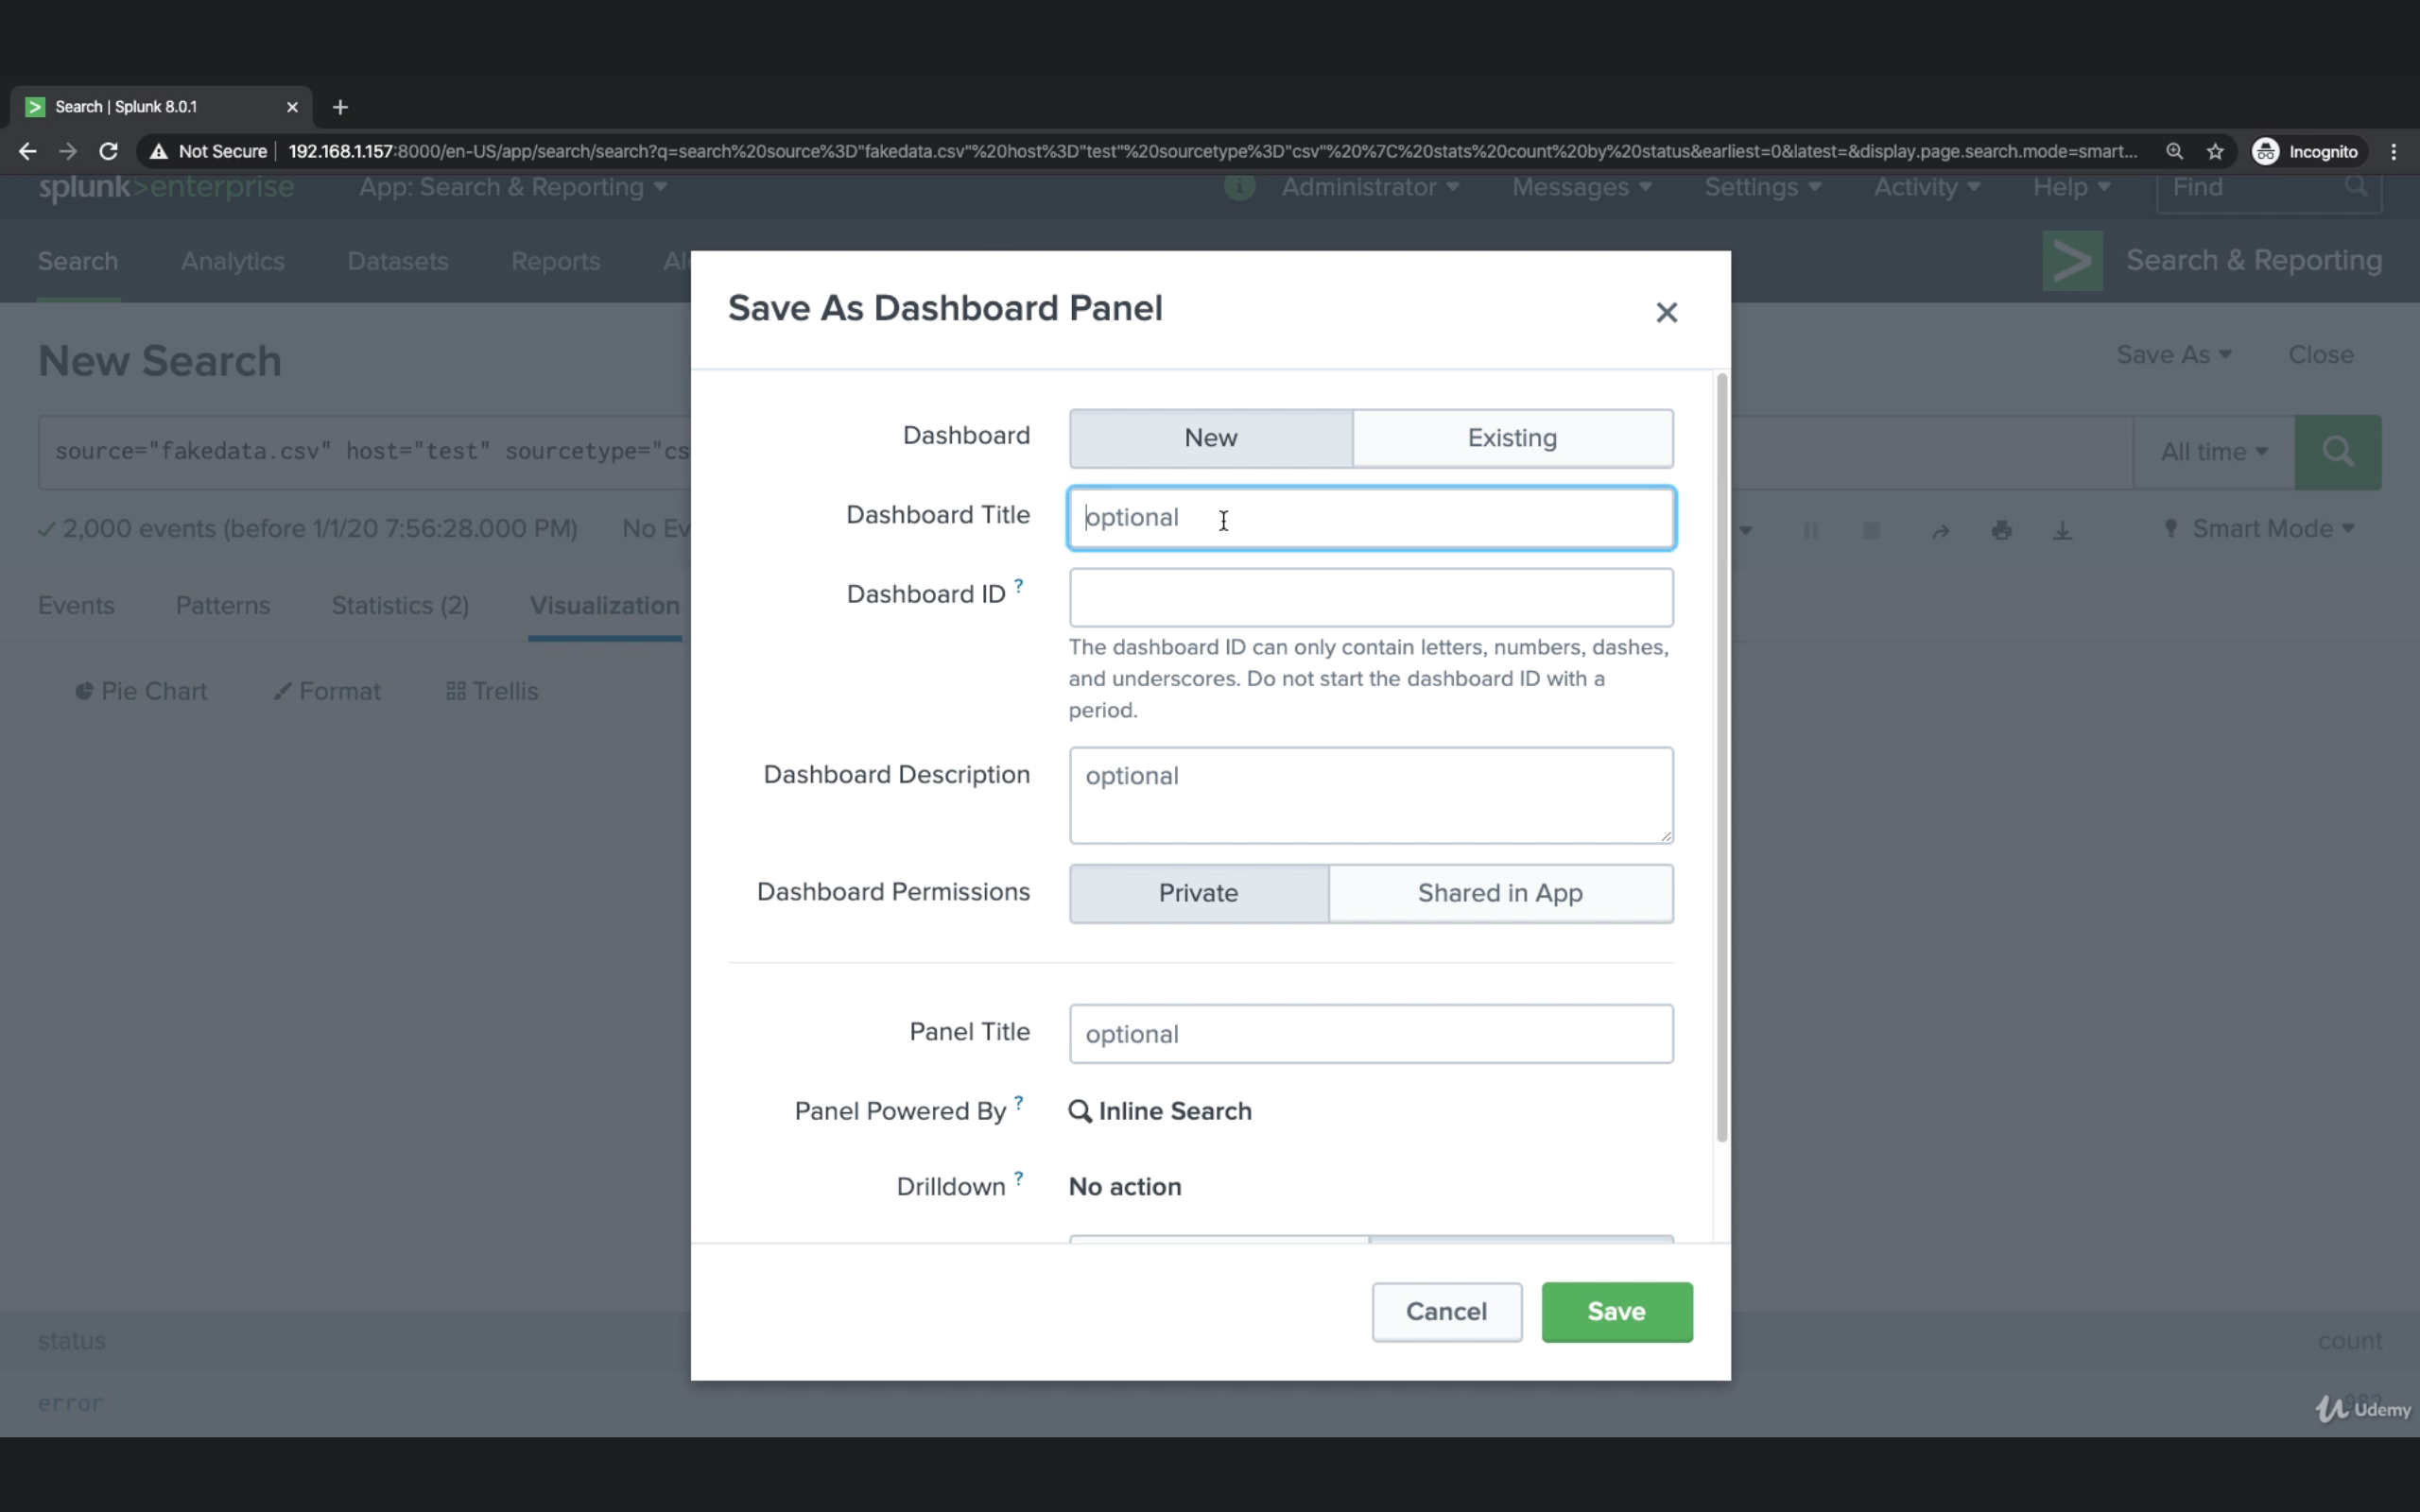 Search | Splunk 8.0.1
Not Secure 192.168.1.157:8000/en-US/app/search/search?q=search%20source%3D"fakedata.csv"%20host%3D"test"%20sourcetype%3D"csv"%20%7C%20stats%20count%20by%20status&earliest=0&latest=&display.page.search.mode=smart... Incognito
splunk>enterprise App: Search & Reporting i Administrator Messages Settings Activity Help Find
Search Analytics Datasets Reports Al Search & Reporting
Save As Dashboard Panel
New Search Save As Close
Dashboard New Existing
source="fakedata.csv" host="test" sourcetype="cs All time
Dashboard Title optional
2,000 events (before 1/1/20 7:56:28.000 PM) No Ev Smart Mode
Dashboard ID ?
Events Patterns Statistics (2) Visualization
The dashboard ID can only contain letters, numbers, dashes,
and underscores. Do not start the dashboard ID with a
period.
Pie Chart Format Trellis
Dashboard Description optional
Dashboard Permissions Private Shared in App
Panel Title optional
Panel Powered By ? Inline Search
Drilldown ? No action
Cancel Save
status count
error
Udemy